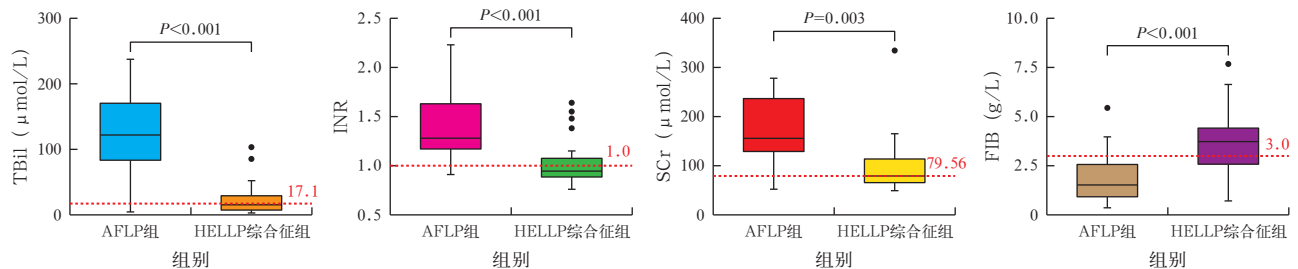 TBil（μmol/L）
300
200
100
0
P<0.001
17.1
AFLP组
HELLP综合征组
组别
INR
2.5
2.0
1.5
1.0
0.5
P<0.001
1.0
AFLP组
HELLP综合征组
组别
SCr（μmol/L）
400
300
200
100
0
P=0.003
79.56
AFLP组
HELLP综合征组
组别
FIB（g/L）
10.0
7.5
5.0
2.5
0
P<0.001
3.0
AFLP组
HELLP综合征组
组别